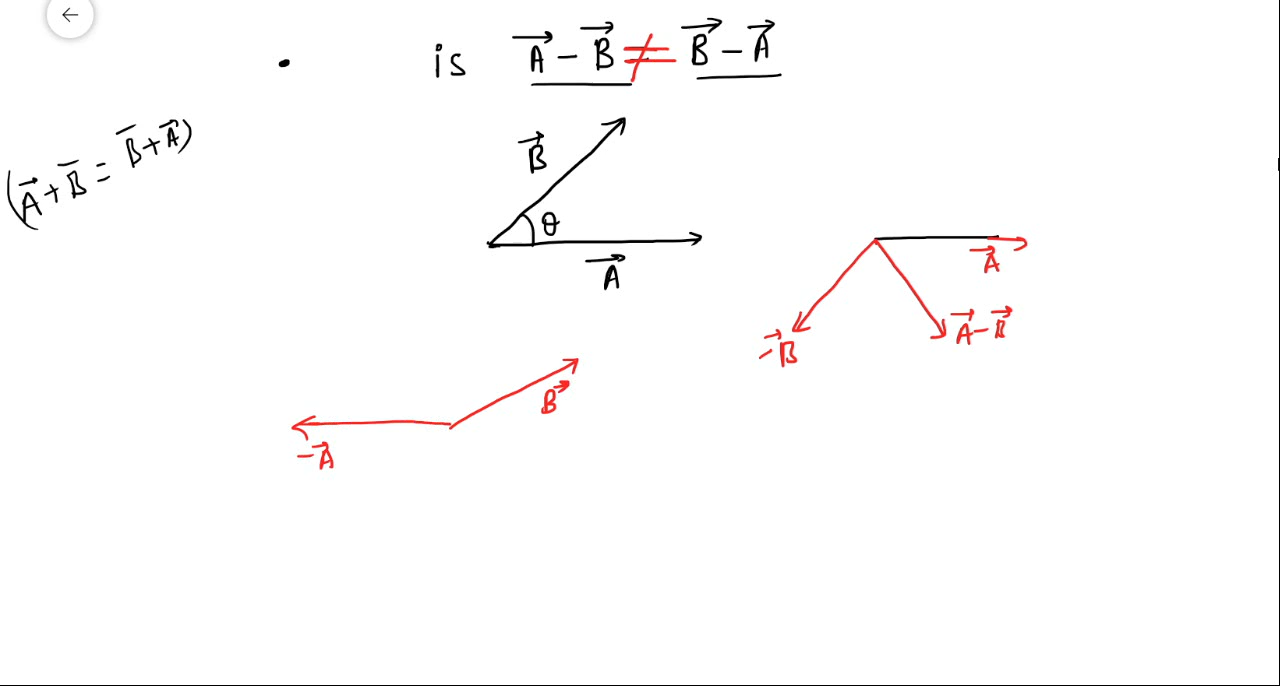 is A⃗ − B⃗ ≠ B⃗ − A⃗
(A⃗ + B̅ = B̅ + A⃗)
B⃗
θ
A⃗
A⃗
−B⃗
A⃗ − B⃗
B⃗
−A⃗